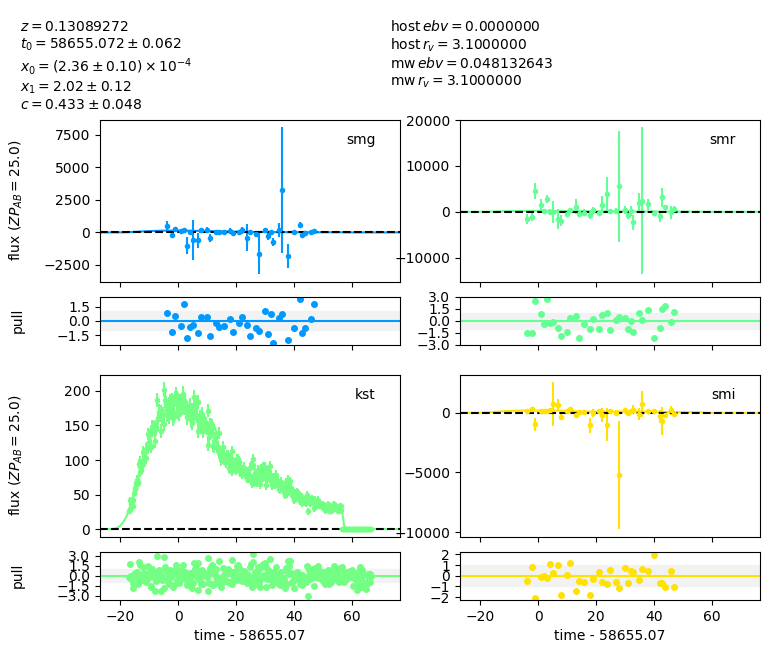 z = 0.13089272
t₀ = 58655.072 ± 0.062
x₀ = (2.36 ± 0.10) × 10⁻⁴
x₁ = 2.02 ± 0.12
c = 0.433 ± 0.048
host ebv = 0.0000000
host r_v = 3.1000000
mw ebv = 0.048132643
mw r_v = 3.1000000
flux (ZP_AB = 25.0)
7500
5000
2500
0
−2500
smg
20000
10000
0
−10000
smr
pull
1.5
0.0
−1.5
3.0
1.5
0.0
−1.5
−3.0
flux (ZP_AB = 25.0)
200
150
100
50
0
kst
0
−5000
−10000
smi
pull
3.0
1.5
0.0
−1.5
−3.0
2
1
0
−1
−2
−20 0 20 40 60
−20 0 20 40 60
time - 58655.07
time - 58655.07